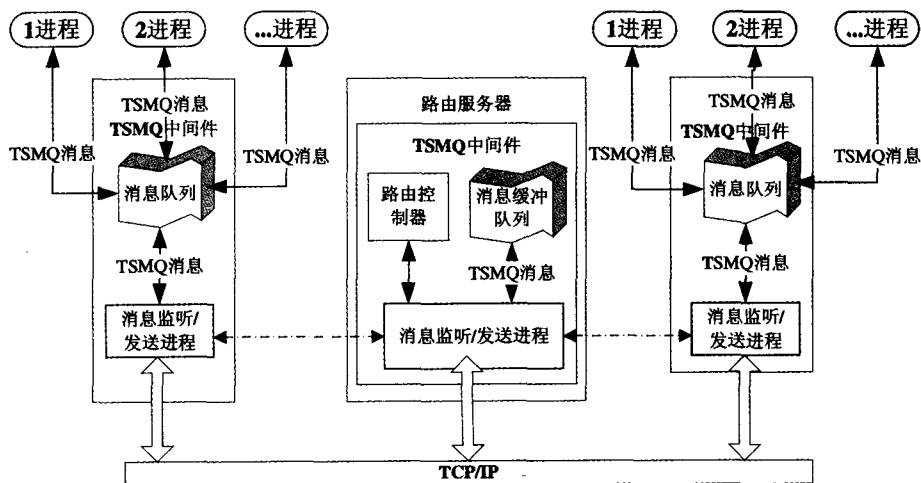 1进程
2进程
...进程
1进程
2进程
...进程
TSMQ消息
TSMQ中间件
TSMQ消息
TSMQ消息
消息队列
TSMQ消息
消息监听/
发送进程
路由服务器
TSMQ中间件
路由控
制器
消息缓冲
队列
TSMQ消息
消息监听/发送进程
TSMQ消息
TSMQ中间件
TSMQ消息
TSMQ消息
消息队列
TSMQ消息
消息监听/
发送进程
TCP/IP